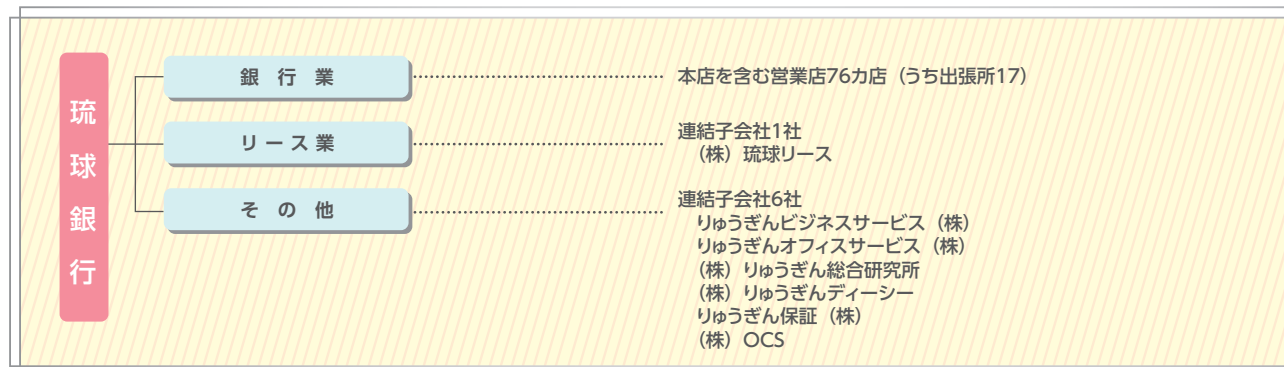 琉球銀行
銀行業
本店を含む営業店76カ店（うち出張所17）
リース業
連結子会社1社
（株）琉球リース
その他
連結子会社6社
りゅうぎんビジネスサービス（株）
りゅうぎんオフィスサービス（株）
（株）りゅうぎん総合研究所
（株）りゅうぎんディーシー
りゅうぎん保証（株）
（株）OCS